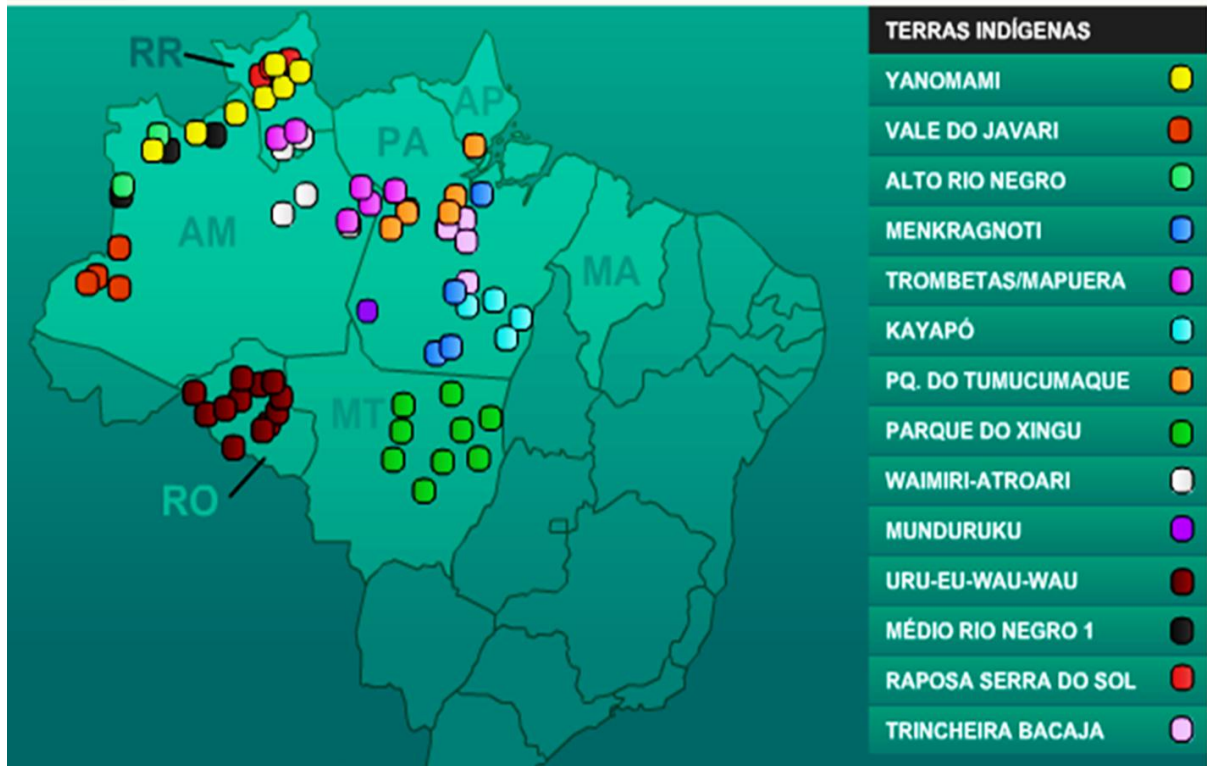 RR
AP
PA
AM
MA
MT
RO
TERRAS INDÍGENAS
YANOMAMI
VALE DO JAVARI
ALTO RIO NEGRO
MENKRAGNOTI
TROMBETAS/MAPUERA
KAYAPÓ
PQ. DO TUMUCUMAQUE
PARQUE DO XINGU
WAIMIRI-ATROARI
MUNDURUKU
URU-EU-WAU-WAU
MÉDIO RIO NEGRO 1
RAPOSA SERRA DO SOL
TRINCHEIRA BACAJA